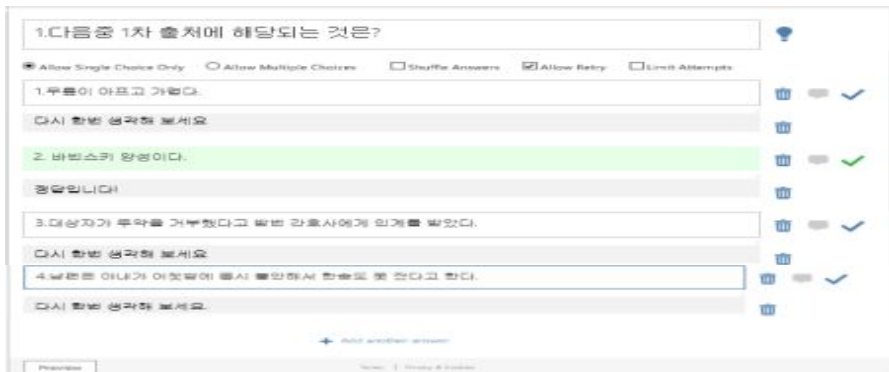 1.다음중 1차 출처에 해당되는 것은?
Allow Single Choice Only Allow Multiple Choices Shuffle Answers Allow Retry Limit Attempts
1.무릎이 아프고 가렵다.
다시 한번 생각해 보세요
2. 바빈스키 양성이다.
정답입니다!
3.대상자가 투약을 거부했다고 밤번 간호사에게 인계를 받았다.
다시 한번 생각해 보세요
4.남편은 아내가 어젯밤에 몹시 불안해서 한숨도 못 잤다고 한다.
다시 한번 생각해 보세요.
+ Add another answer
Preview
Terms | Privacy & Cookies